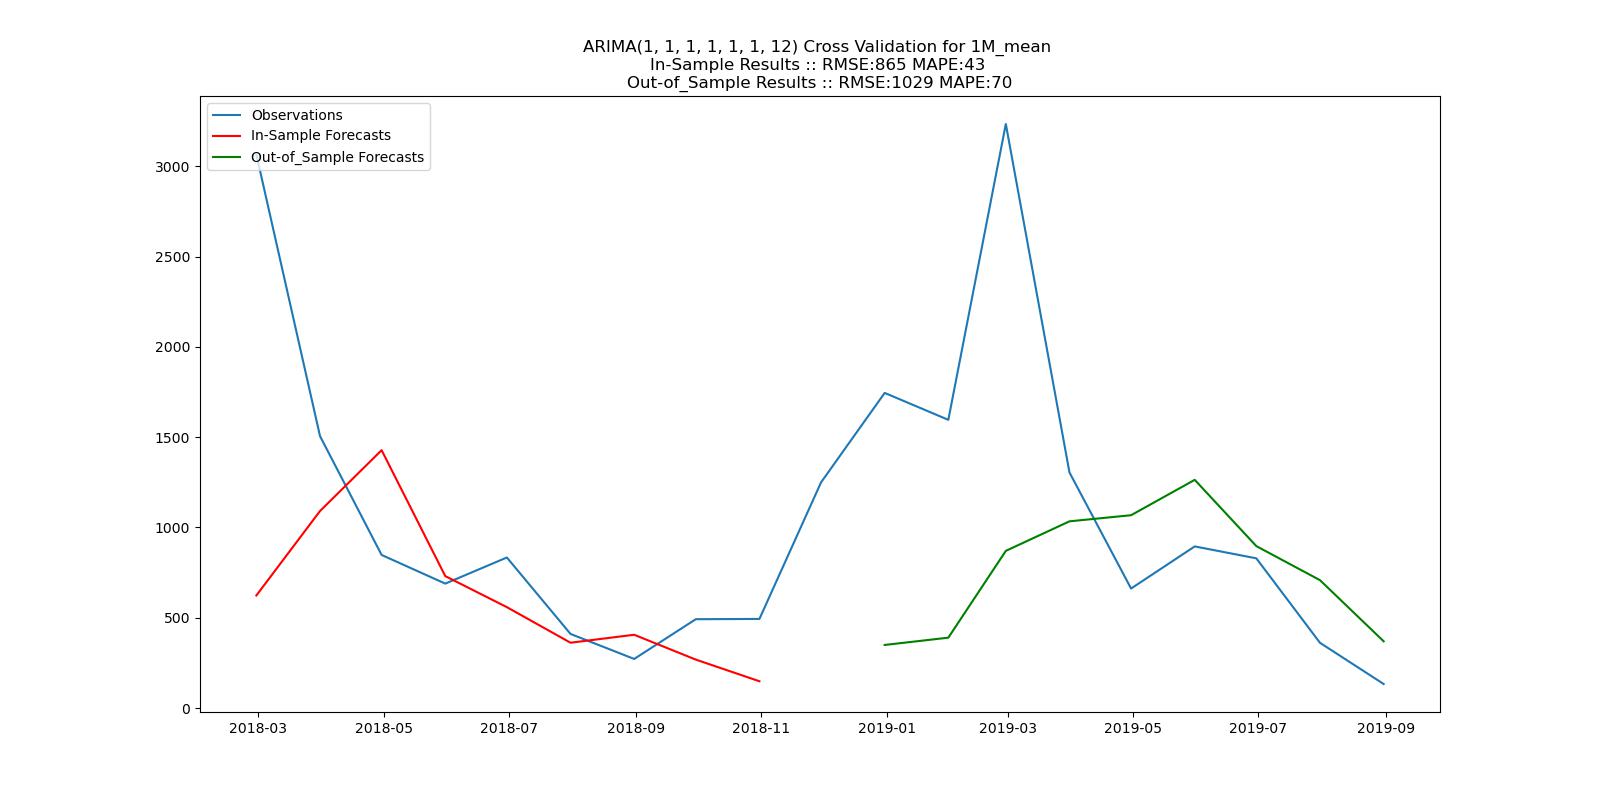 ARIMA(1, 1, 1, 1, 1, 1, 12) Cross Validation for 1M_mean
In-Sample Results :: RMSE:865 MAPE:43
Out-of_Sample Results :: RMSE:1029 MAPE:70
Observations
In-Sample Forecasts
Out-of_Sample Forecasts
3000
2500
2000
1500
1000
500
0
2018-03 2018-05 2018-07 2018-09 2018-11 2019-01 2019-03 2019-05 2019-07 2019-09